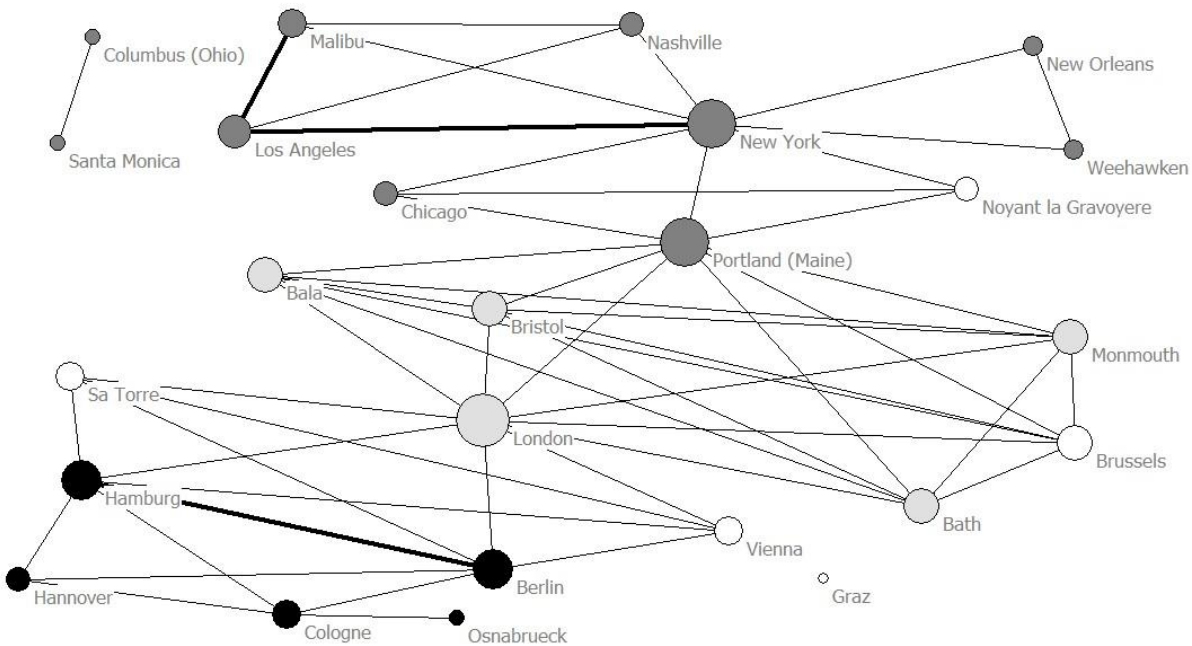 Columbus (Ohio)
Malibu
Nashville
New Orleans
Santa Monica
Los Angeles
New York
Weehawken
Chicago
Noyant la Gravoyere
Portland (Maine)
Bala
Bristol
Monmouth
Sa Torre
London
Brussels
Hamburg
Bath
Vienna
Berlin
Graz
Hannover
Cologne
Osnabrueck